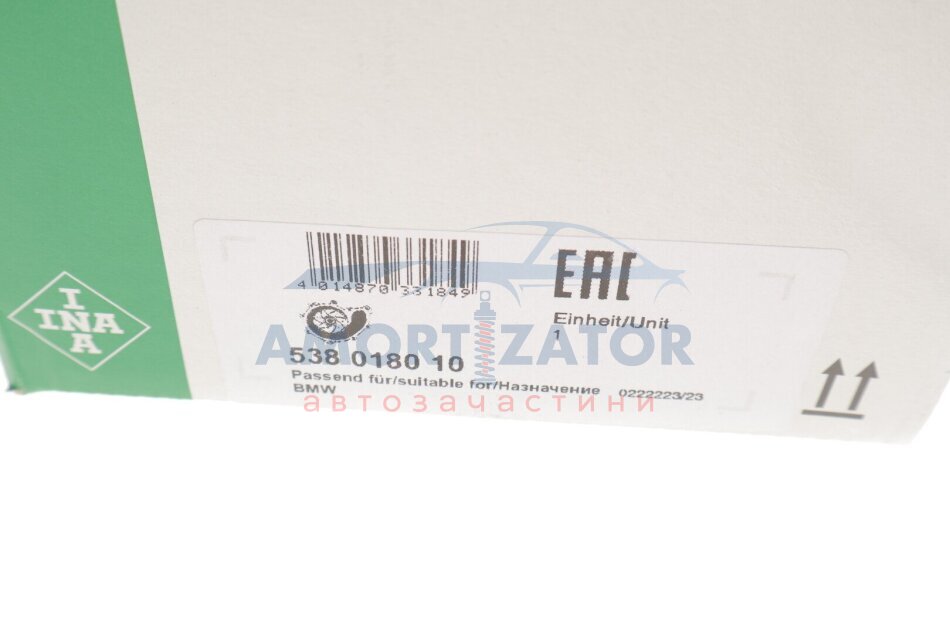 I
INA
A
4 014870 331849
EAC
Einheit/Unit
1
AMORTIZATOR
538 0180 10
Passend für/suitable for/Назначение 0222223/23
BMW
автозапчастини